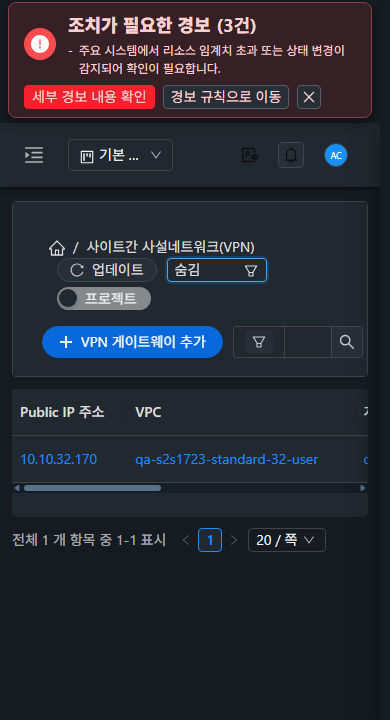 조치가 필요한 경보 (3건)
- 주요 시스템에서 리소스 임계치 초과 또는 상태 변경이
감지되어 확인이 필요합니다.
세부 경보 내용 확인 경보 규칙으로 이동
기본 ... AC
/ 사이트간 사설네트워크(VPN)
업데이트 숨김
프로젝트
VPN 게이트웨이 추가
Public IP 주소 VPC
10.10.32.170 qa-s2s1723-standard-32-user
전체 1 개 항목 중 1-1 표시 1 20 / 쪽